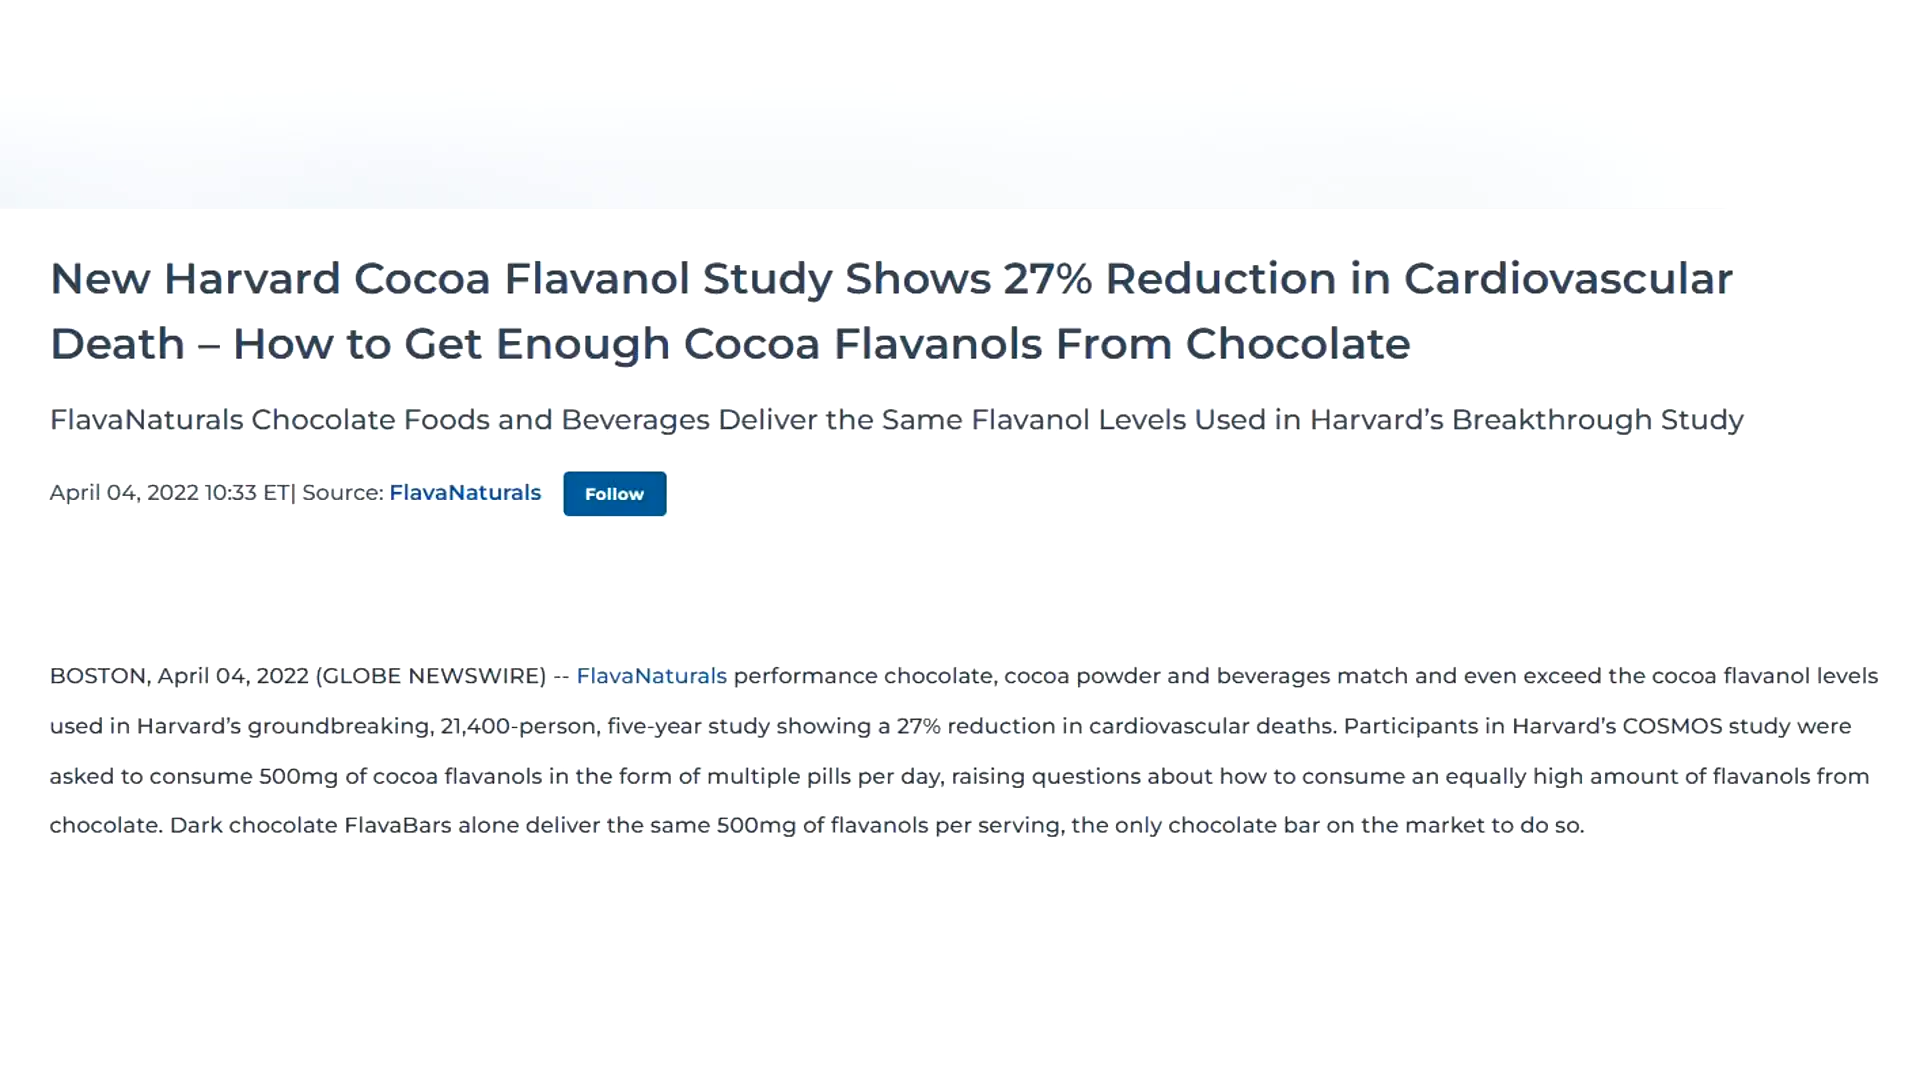 New Harvard Cocoa Flavanol Study Shows 27% Reduction in Cardiovascular
Death – How to Get Enough Cocoa Flavanols From Chocolate
FlavaNaturals Chocolate Foods and Beverages Deliver the Same Flavanol Levels Used in Harvard’s Breakthrough Study
April 04, 2022 10:33 ET| Source: FlavaNaturals Follow
BOSTON, April 04, 2022 (GLOBE NEWSWIRE) -- FlavaNaturals performance chocolate, cocoa powder and beverages match and even exceed the cocoa flavanol levels
used in Harvard’s groundbreaking, 21,400-person, five-year study showing a 27% reduction in cardiovascular deaths. Participants in Harvard’s COSMOS study were
asked to consume 500mg of cocoa flavanols in the form of multiple pills per day, raising questions about how to consume an equally high amount of flavanols from
chocolate. Dark chocolate FlavaBars alone deliver the same 500mg of flavanols per serving, the only chocolate bar on the market to do so.